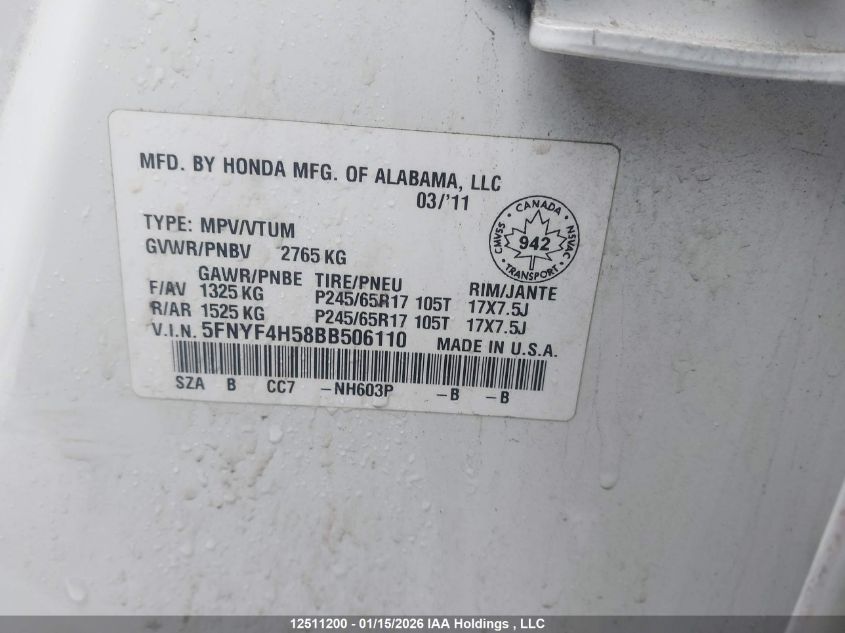 MFD. BY HONDA MFG. OF ALABAMA, LLC
03/'11
TYPE: MPV/VTUM
GVWR/PNBV 2765 KG
GAWR/PNBE TIRE/PNEU RIM/JANTE
F/AV 1325 KG P245/65R17 105T 17X7.5J
R/AR 1525 KG P245/65R17 105T 17X7.5J
V.I.N. 5FNYF4H58BB506110 MADE IN U.S.A.
SZA B CC7 -NH603P -B -B
CANADA
CMVSS 942 NSVAC
TRANSPORT
12511200 - 01/15/2026 IAA Holdings , LLC